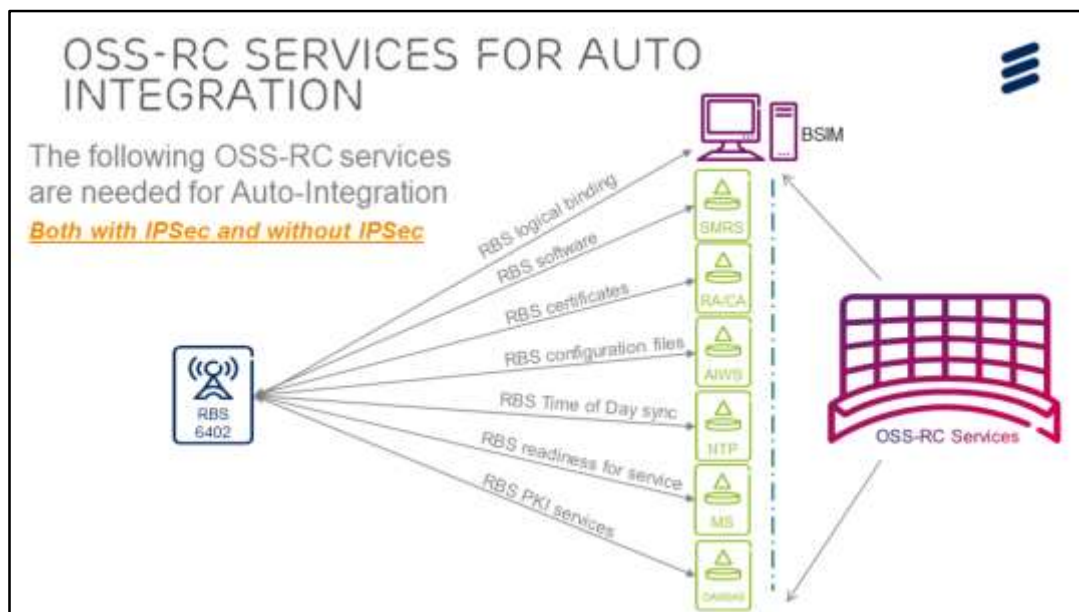 OSS-RC SERVICES FOR AUTO
INTEGRATION
The following OSS-RC services
are needed for Auto-Integration
Both with IPSec and without IPSec
BSIM
RBS logical binding
SMRS
RBS software
RA/CA
RBS certificates
AIWS
RBS configuration files
RBS
6402
RBS Time of Day sync
NTP
OSS-RC Services
RBS readiness for service
MS
RBS PKI services